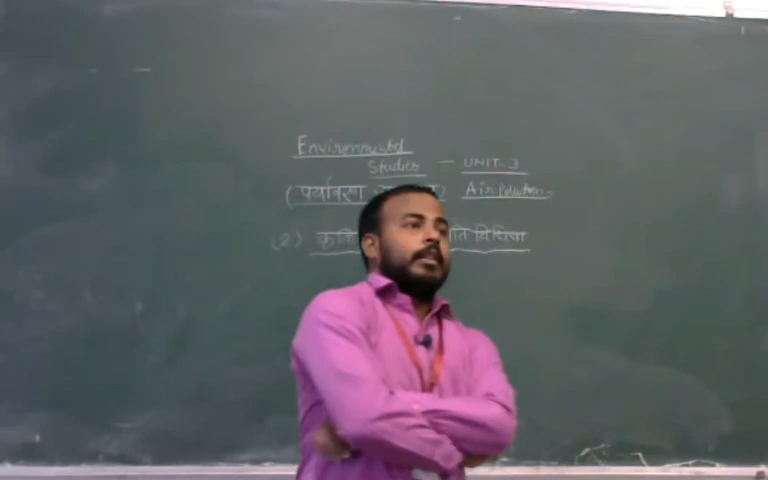 Environmental
Studies - UNIT-3
(पर्यावरण Air Pollution-
(2) विधियां